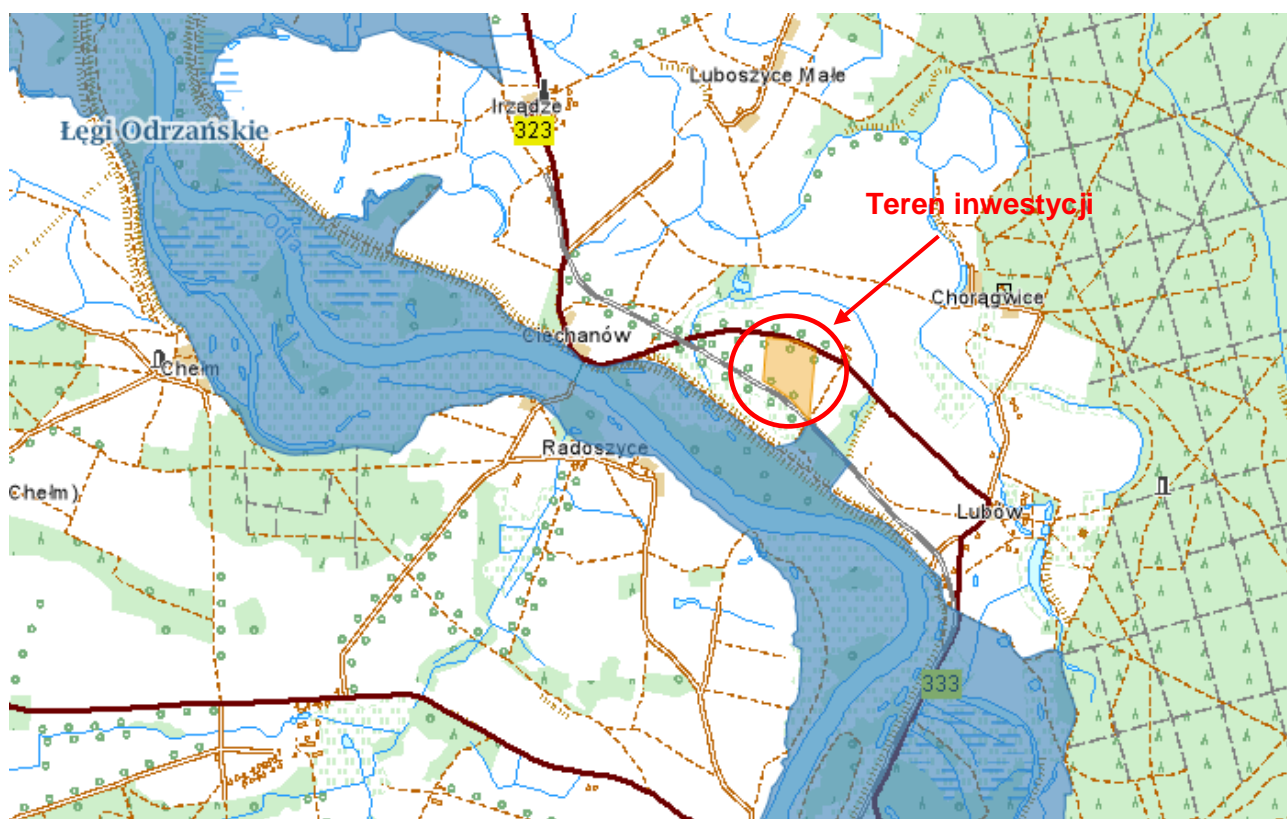 Luboszyce Małe
Irządze
323
Łęgi Odrzańskie
Teren inwestycji
Odra
Chorągwice
Ciechanów
Chełm
Radoszyce
Chełm)
Lubów
333